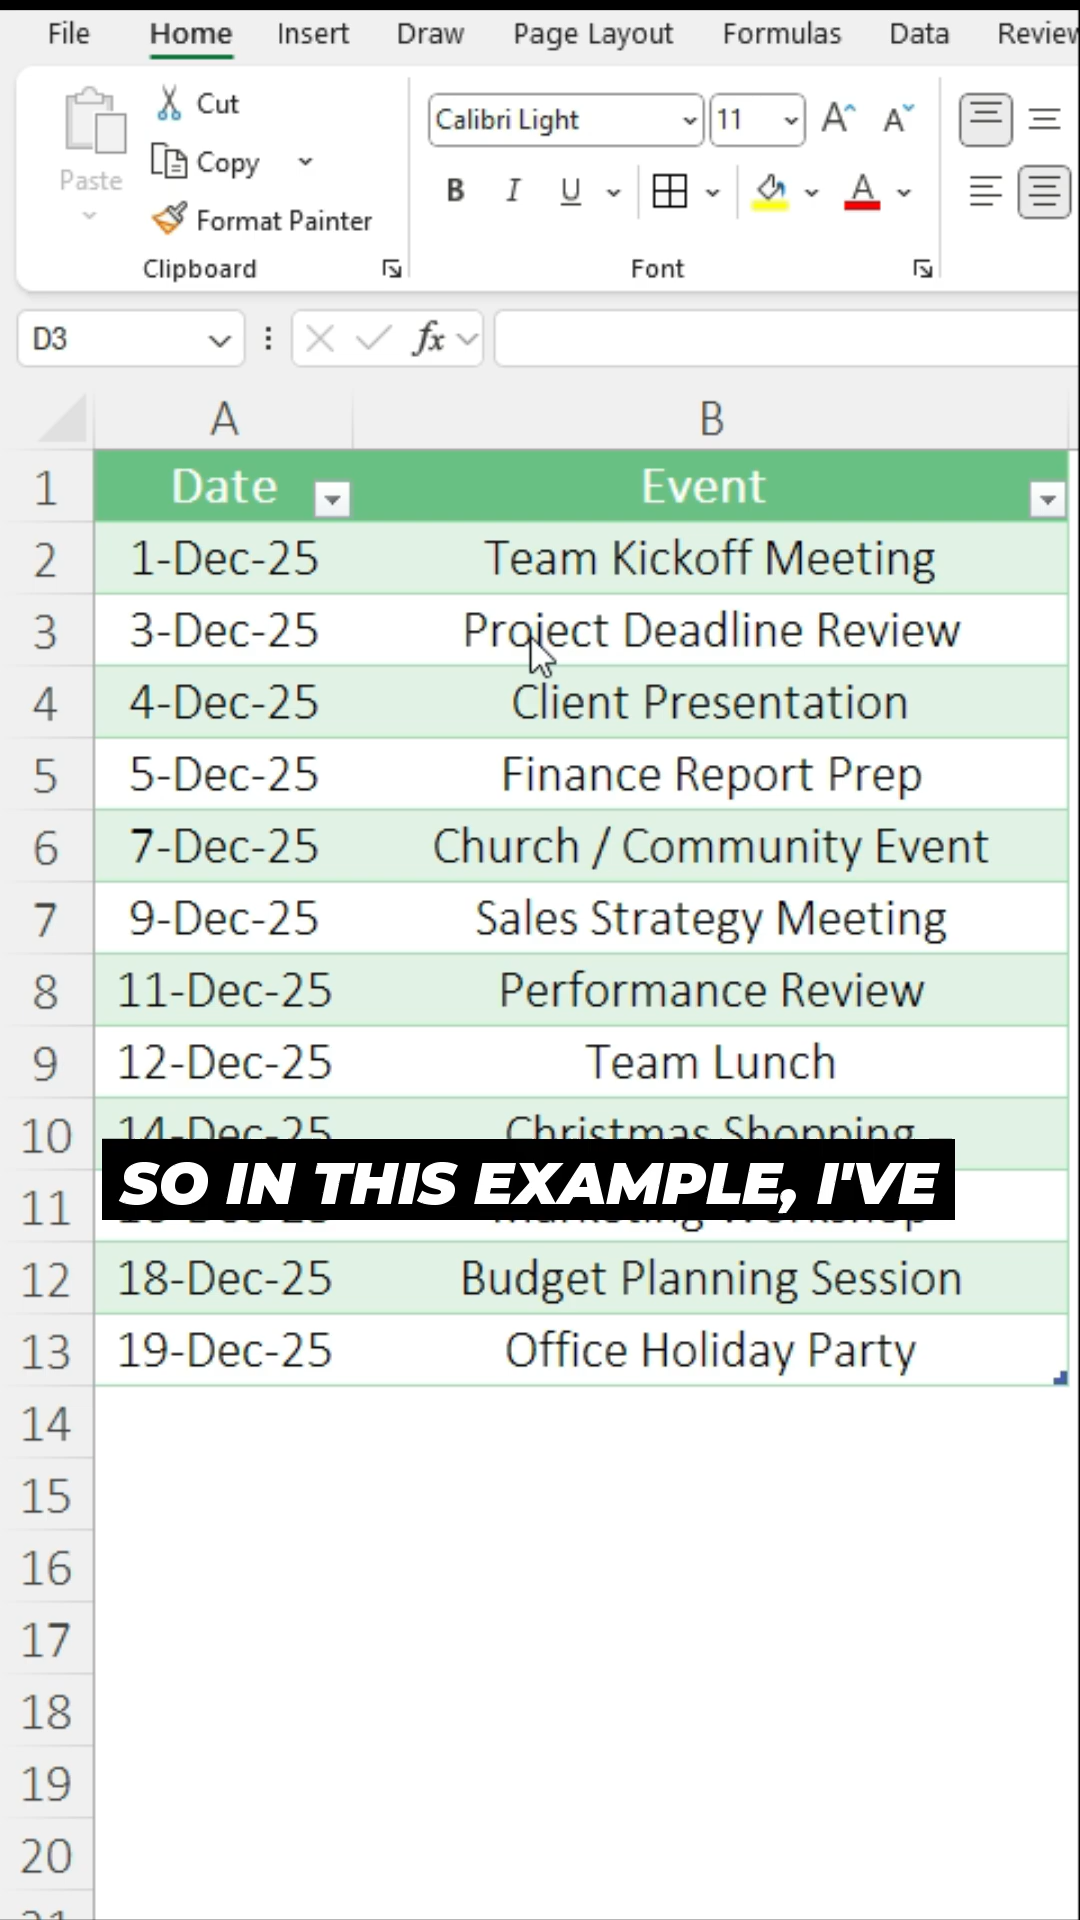 File Home Insert Draw Page Layout Formulas Data Review
Cut
Calibri Light 11 A A
Copy
Paste
B I U A
Format Painter
Clipboard Font
D3 fx
A B
1 Date Event
2 1-Dec-25 Team Kickoff Meeting
3 3-Dec-25 Project Deadline Review
4 4-Dec-25 Client Presentation
5 5-Dec-25 Finance Report Prep
6 7-Dec-25 Church / Community Event
7 9-Dec-25 Sales Strategy Meeting
8 11-Dec-25 Performance Review
9 12-Dec-25 Team Lunch
10 14-Dec-25 Christmas Shopping
SO IN THIS EXAMPLE, I'VE
11 Marketing Workshop
12 18-Dec-25 Budget Planning Session
13 19-Dec-25 Office Holiday Party
14
15
16
17
18
19
20